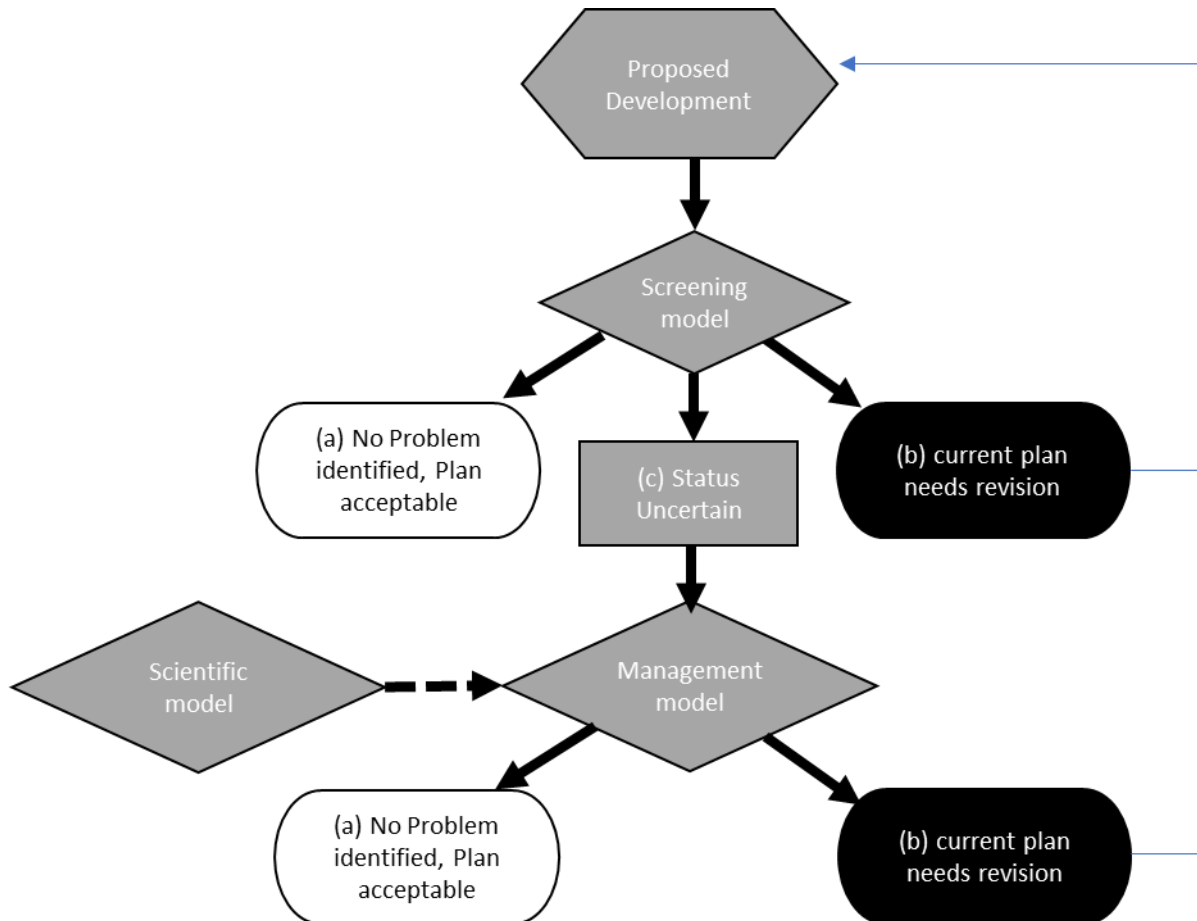 Proposed
Development
Screening
model
(a) No Problem
identified, Plan
acceptable
(c) Status
Uncertain
(b) current plan
needs revision
Scientific
model
Management
model
(a) No Problem
identified, Plan
acceptable
(b) current plan
needs revision